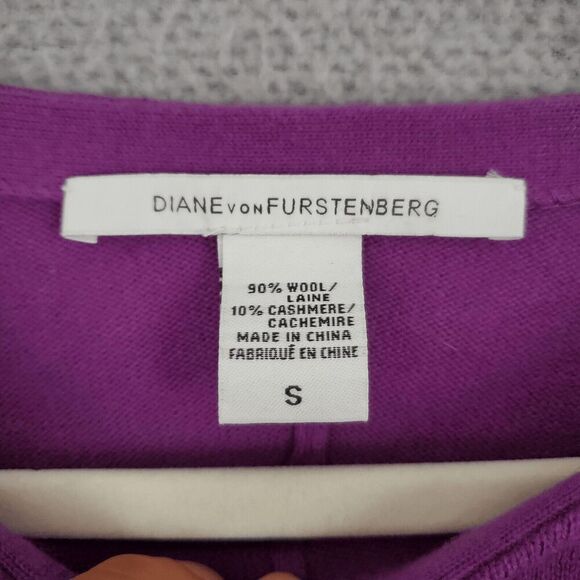 DIANE VON FURSTENBERG
90% WOOL/
LAINE
10% CASHMERE/
CACHEMIRE
MADE IN CHINA
FABRIQUÉ EN CHINE
S